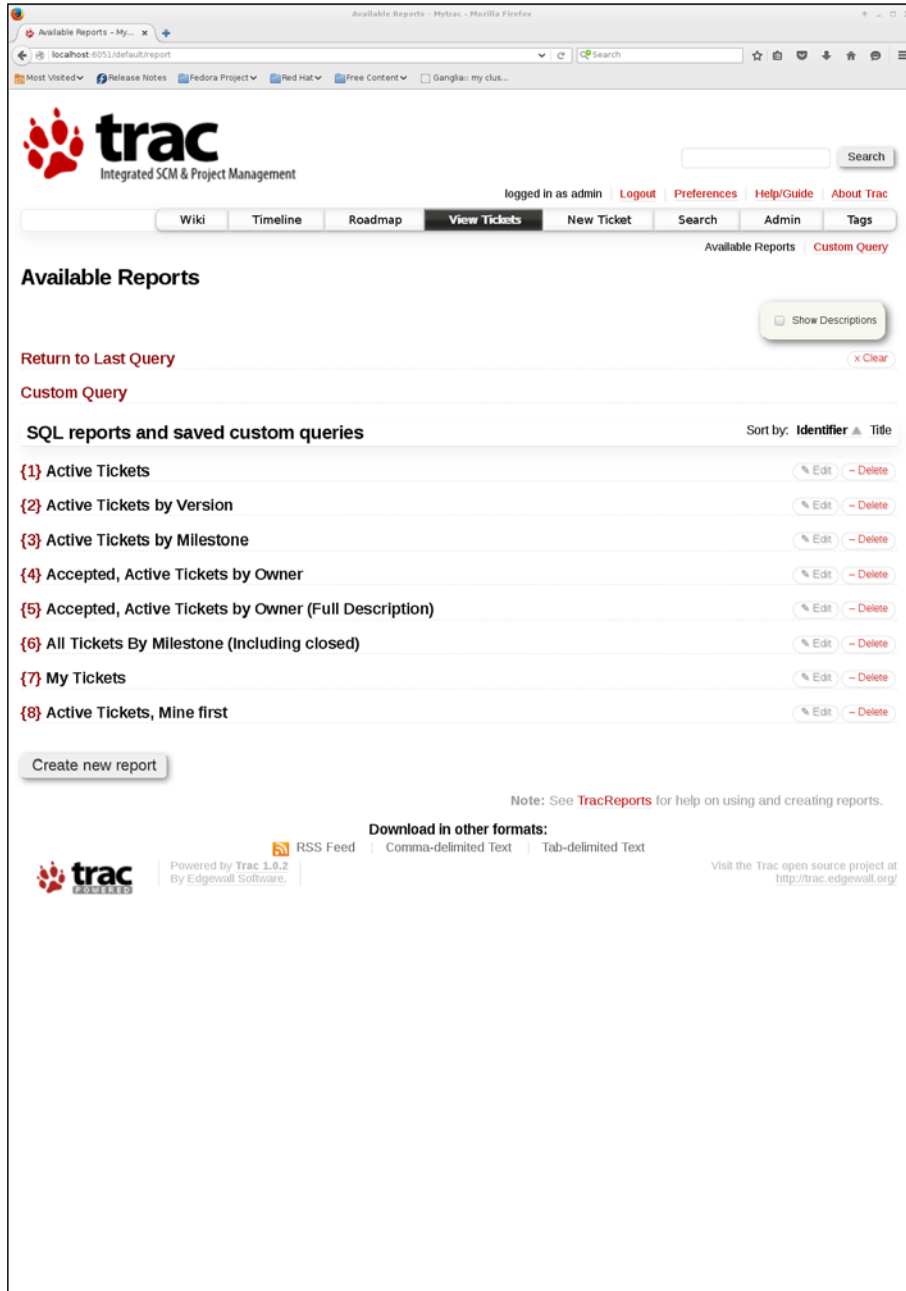 Available Reports - Mytrac - Mozilla Firefox
Available Reports - My... x
localhost:6051/default/report
Search
Most Visited
Release Notes
Fedora Project
Red Hat
Free Content
Ganglia:: my clus...
trac
Integrated SCM & Project Management
Search
logged in as admin
Logout
Preferences
Help/Guide
About Trac
Wiki
Timeline
Roadmap
View Tickets
New Ticket
Search
Admin
Tags
Available Reports
Custom Query
Available Reports
Show Descriptions
Return to Last Query
x Clear
Custom Query
SQL reports and saved custom queries
Sort by: Identifier Title
{1} Active Tickets
Edit – Delete
{2} Active Tickets by Version
Edit – Delete
{3} Active Tickets by Milestone
Edit – Delete
{4} Accepted, Active Tickets by Owner
Edit – Delete
{5} Accepted, Active Tickets by Owner (Full Description)
Edit – Delete
{6} All Tickets By Milestone (Including closed)
Edit – Delete
{7} My Tickets
Edit – Delete
{8} Active Tickets, Mine first
Edit – Delete
Create new report
Note: See TracReports for help on using and creating reports.
Download in other formats:
RSS Feed
Comma-delimited Text
Tab-delimited Text
trac
POWERED
Powered by Trac 1.0.2
By Edgewall Software.
Visit the Trac open source project at
http://trac.edgewall.org/